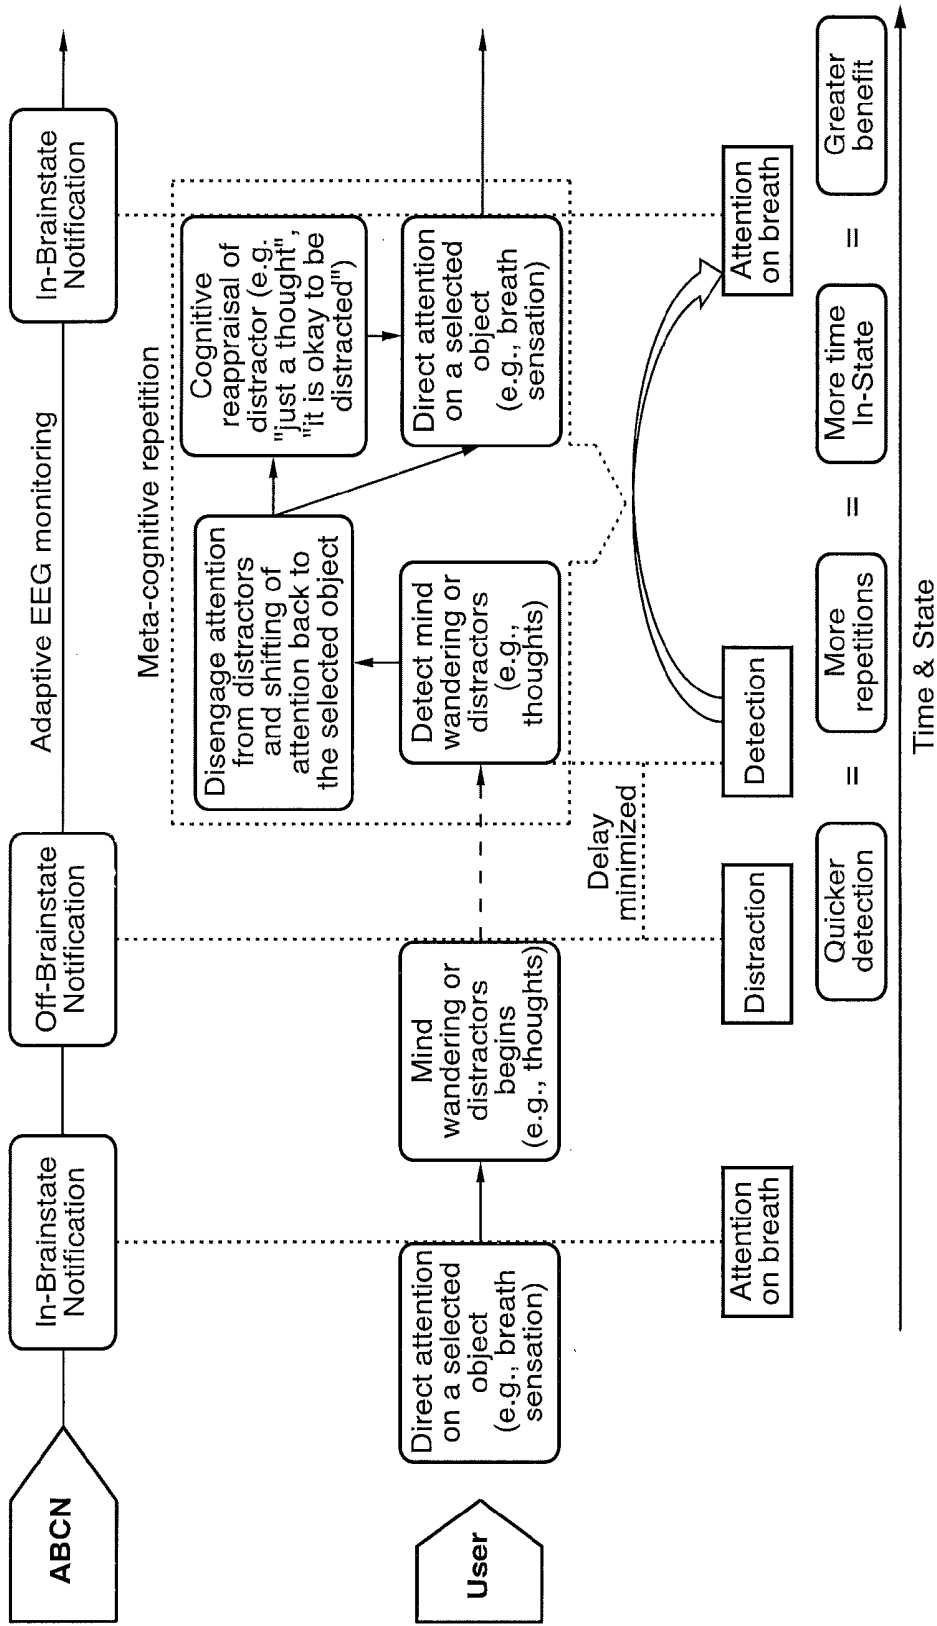 ABCN
In-Brainstate
Notification
Off-Brainstate
Notification
Adaptive EEG monitoring
In-Brainstate
Notification
Meta-cognitive repetition
Disengage attention
from distractors
and shifting of
attention back to
the selected object
Cognitive
reappraisal of
distractor (e.g.
"just a thought",
"it is okay to be
distracted")
User
Direct attention
on a selected
object
(e.g., breath
sensation)
Mind
wandering or
distractors
begins
(e.g., thoughts)
Detect mind
wandering or
distractors
(e.g.,
thoughts)
Direct attention
on a selected
object
(e.g., breath
sensation)
Delay
minimized
Attention
on breath
Distraction
Detection
Attention
on breath
Quicker
detection
=
More
repetitions
=
More time
In-State
=
Greater
benefit
Time & State